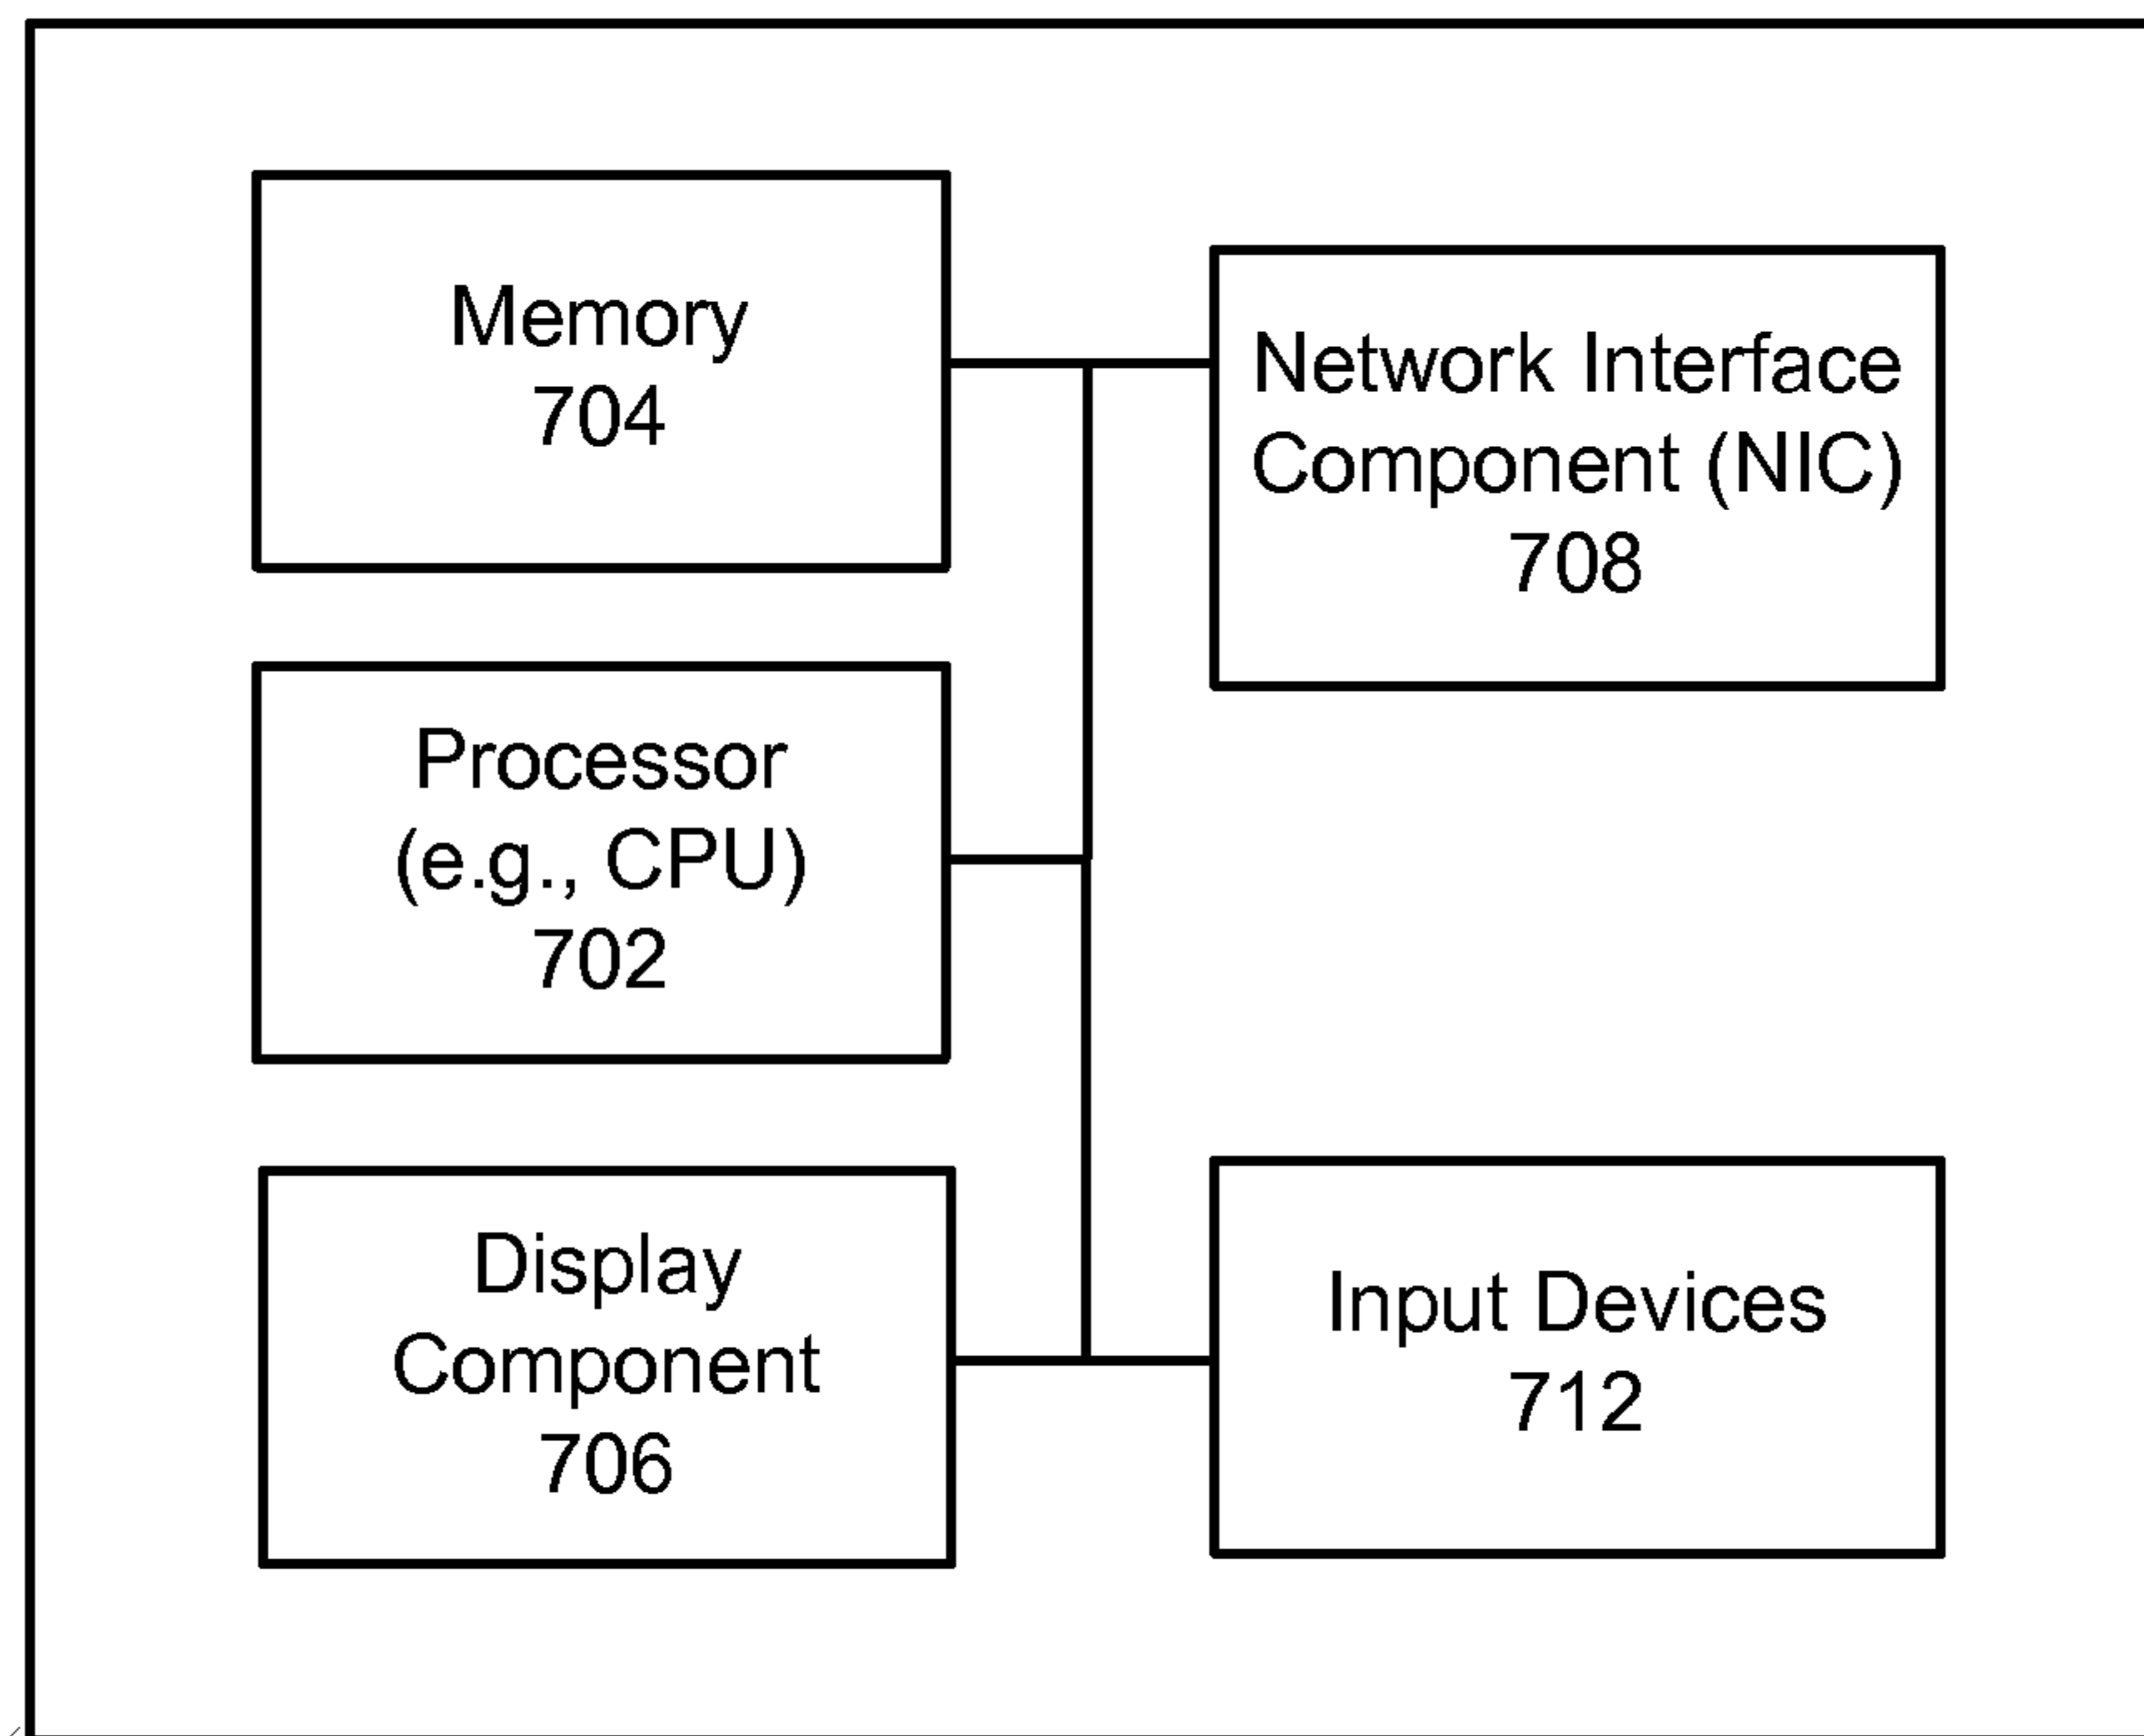 Memory
704
Network Interface
Component (NIC)
708
Processor
(e.g., CPU)
702
Display
Component
706
Input Devices
712